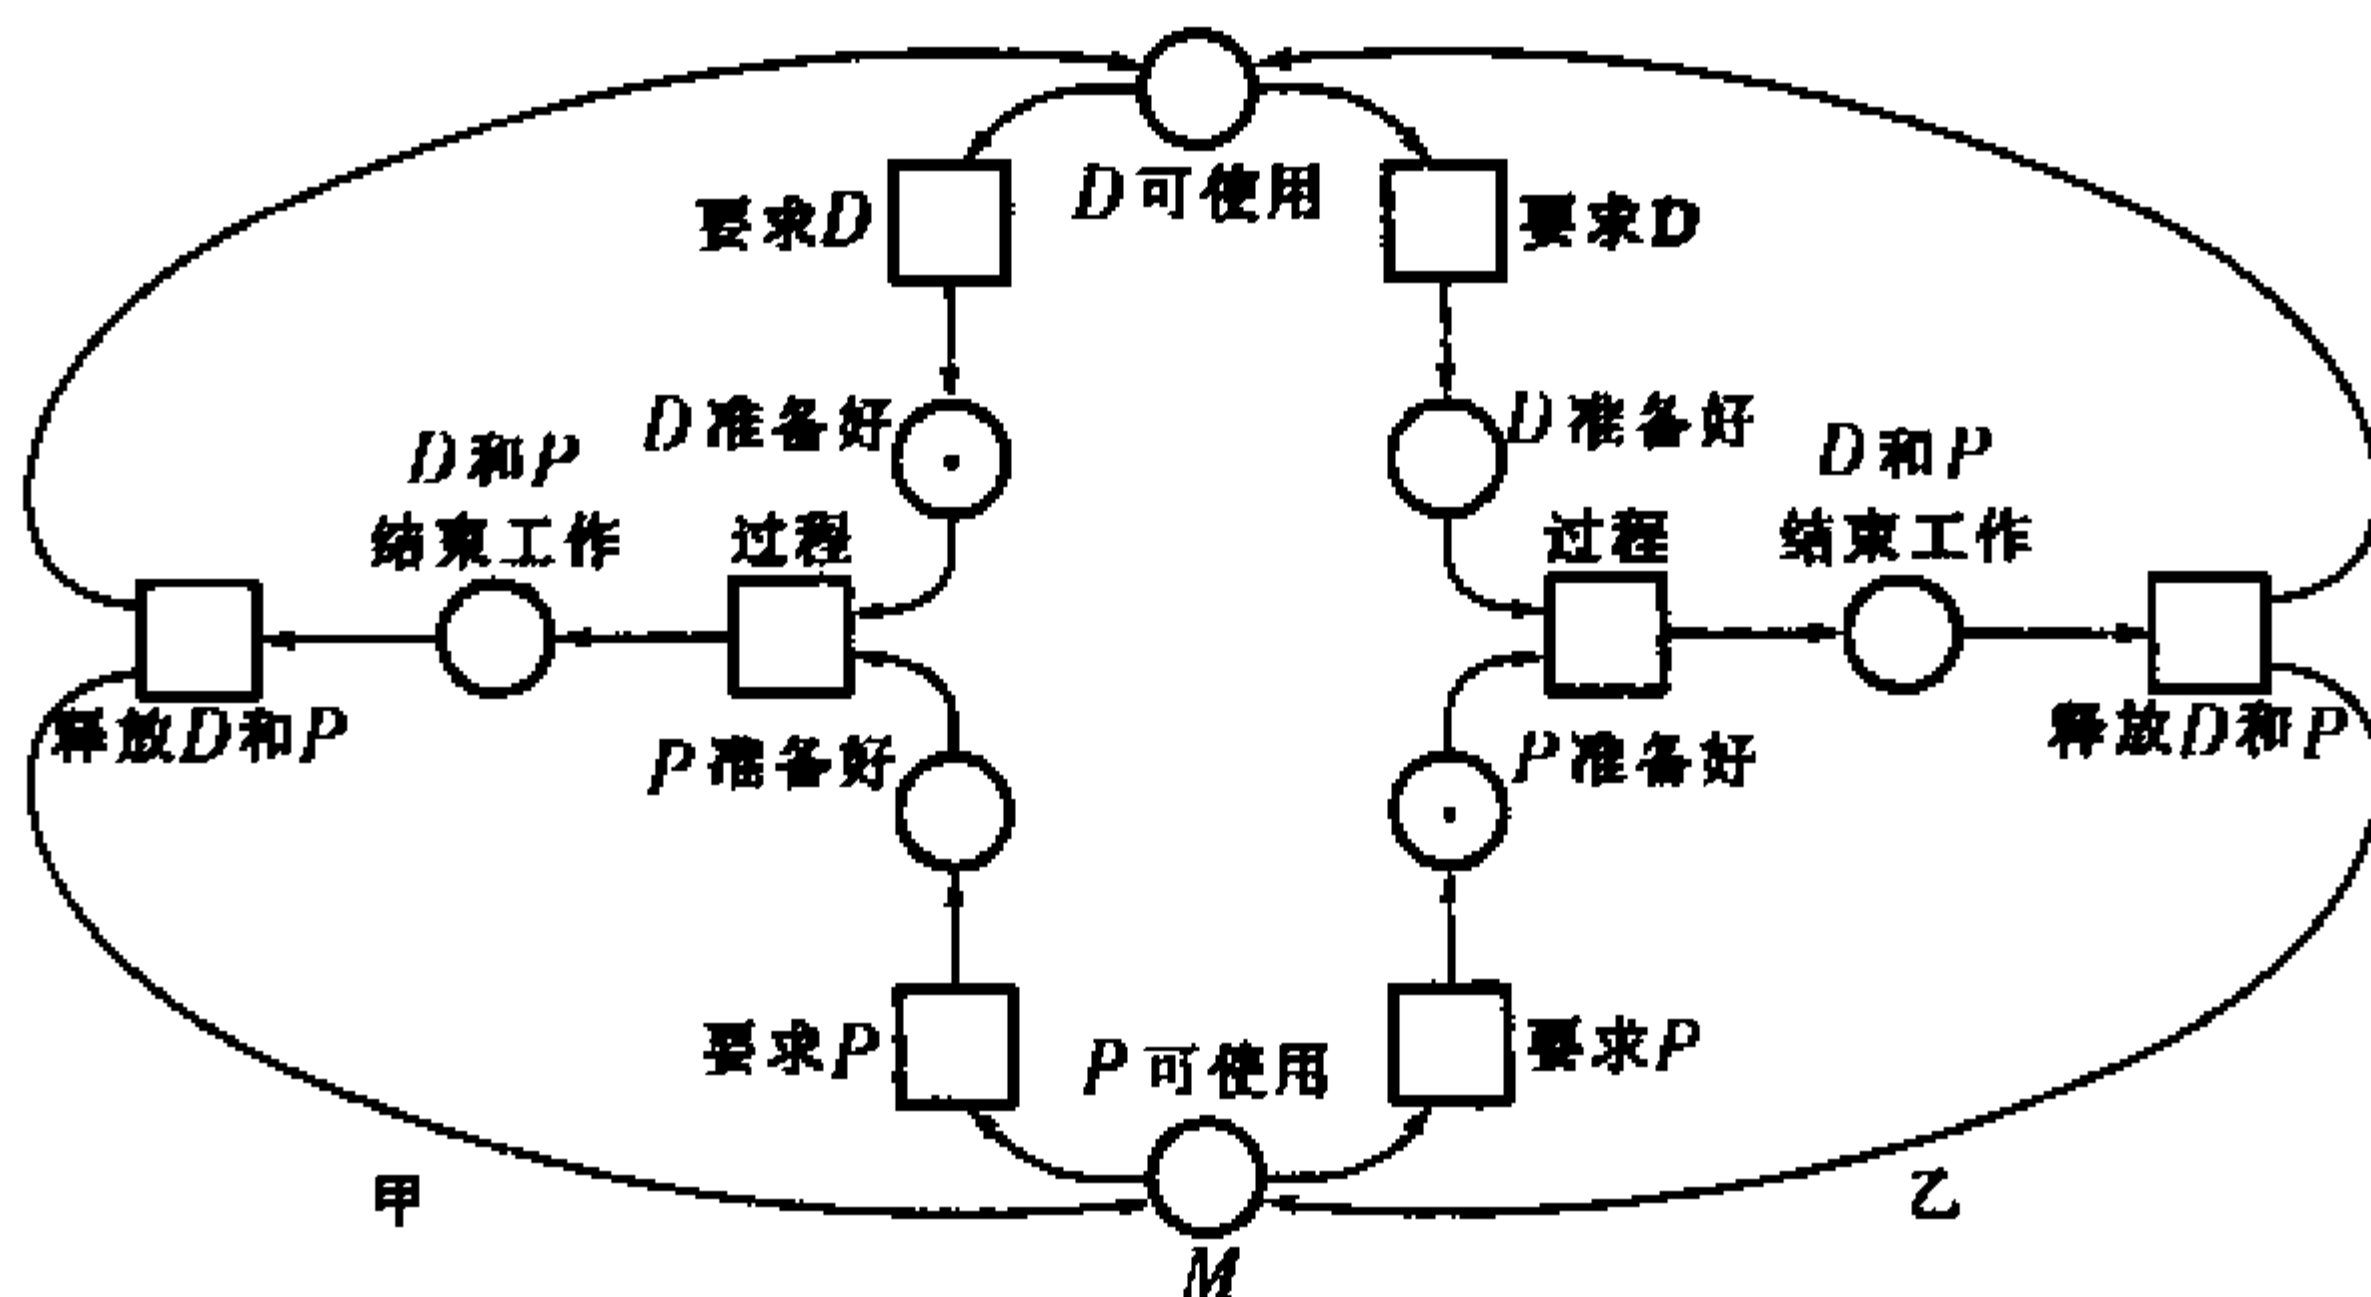 D可使用
要求D
要求D
D准备好
D准备好
D和P
结束工作
D和P
结束工作
过程
过程
释放D和P
释放D和P
P准备好
P准备好
要求P
要求P
P可使用
甲
乙
M